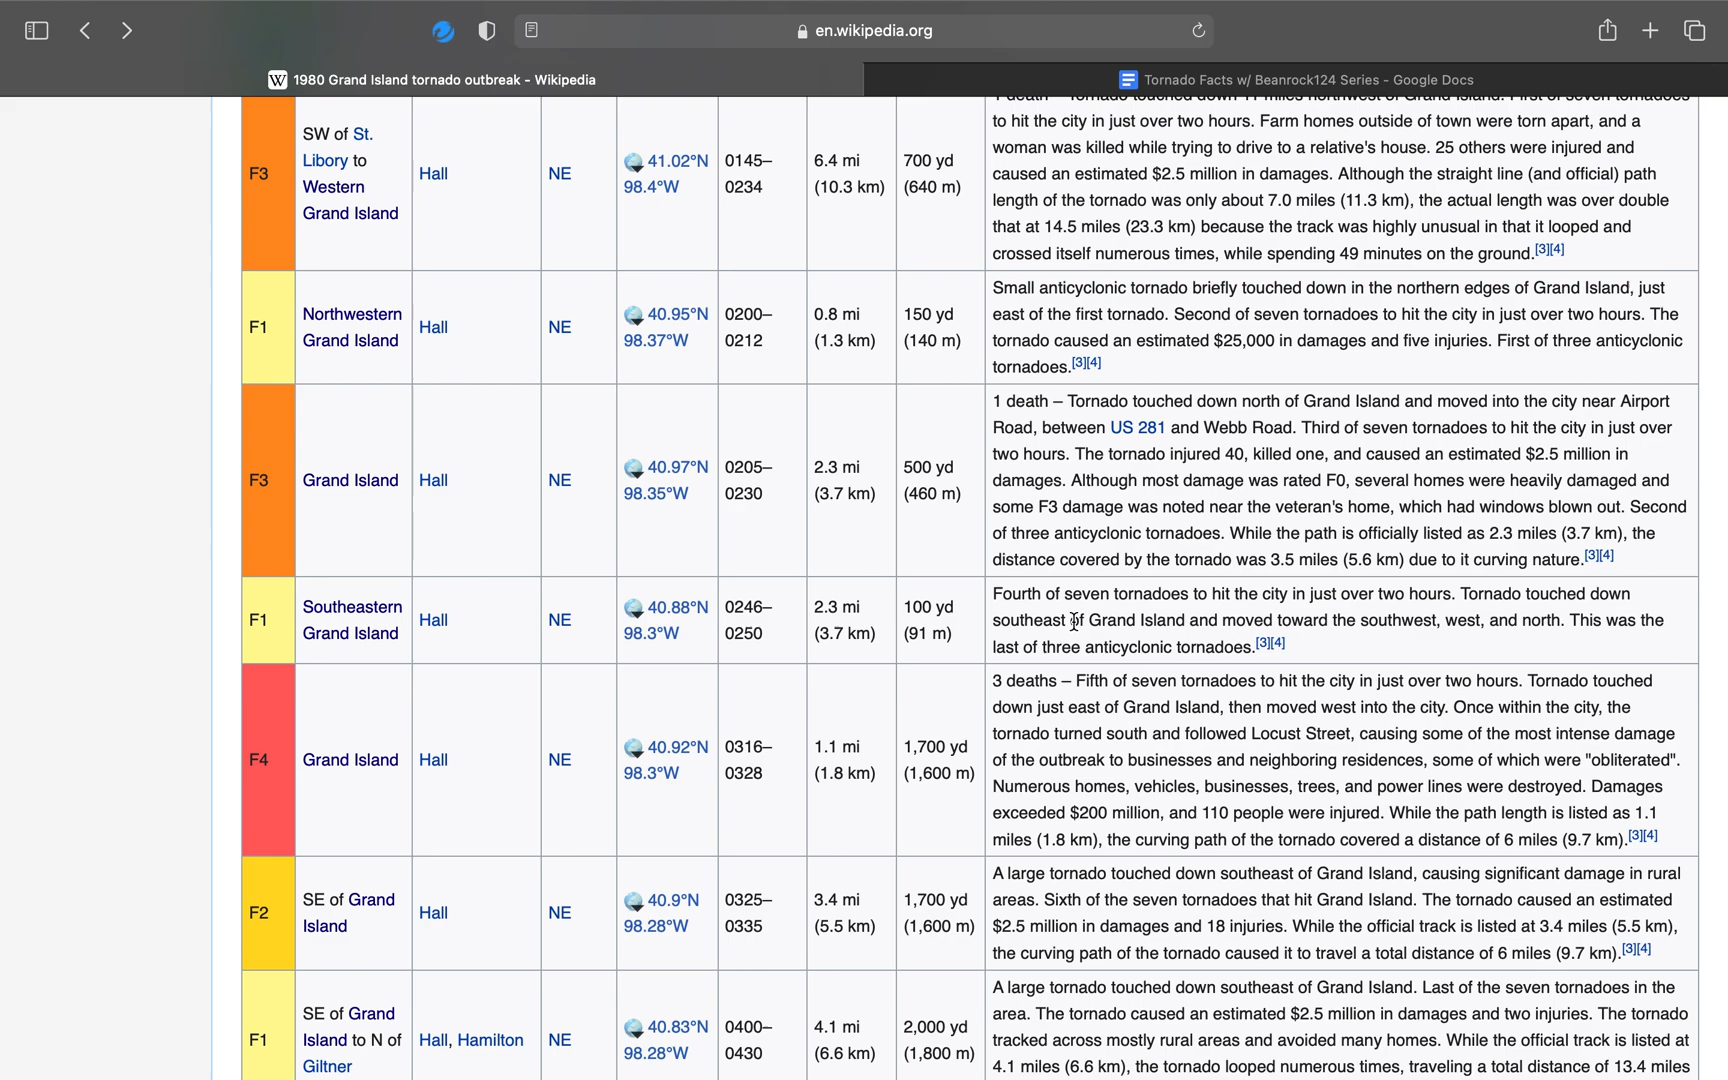 en.wikipedia.org
1980 Grand Island tornado outbreak - Wikipedia
Tornado Facts w/ Beanrock124 Series - Google Docs
F3
SW of St.
Libory to
Western
Grand Island
Hall
NE
41.02°N
98.4°W
0145–
0234
6.4 mi
(10.3 km)
700 yd
(640 m)
1 death – Tornado touched down 11 miles northwest of Grand Island. First of seven tornadoes
to hit the city in just over two hours. Farm homes outside of town were torn apart, and a
woman was killed while trying to drive to a relative's house. 25 others were injured and
caused an estimated $2.5 million in damages. Although the straight line (and official) path
length of the tornado was only about 7.0 miles (11.3 km), the actual length was over double
that at 14.5 miles (23.3 km) because the track was highly unusual in that it looped and
crossed itself numerous times, while spending 49 minutes on the ground.[3][4]
F1
Northwestern
Grand Island
Hall
NE
40.95°N
98.37°W
0200–
0212
0.8 mi
(1.3 km)
150 yd
(140 m)
Small anticyclonic tornado briefly touched down in the northern edges of Grand Island, just
east of the first tornado. Second of seven tornadoes to hit the city in just over two hours. The
tornado caused an estimated $25,000 in damages and five injuries. First of three anticyclonic
tornadoes.[3][4]
F3
Grand Island
Hall
NE
40.97°N
98.35°W
0205–
0230
2.3 mi
(3.7 km)
500 yd
(460 m)
1 death – Tornado touched down north of Grand Island and moved into the city near Airport
Road, between US 281 and Webb Road. Third of seven tornadoes to hit the city in just over
two hours. The tornado injured 40, killed one, and caused an estimated $2.5 million in
damages. Although most damage was rated F0, several homes were heavily damaged and
some F3 damage was noted near the veteran's home, which had windows blown out. Second
of three anticyclonic tornadoes. While the path is officially listed as 2.3 miles (3.7 km), the
distance covered by the tornado was 3.5 miles (5.6 km) due to it curving nature.[3][4]
F1
Southeastern
Grand Island
Hall
NE
40.88°N
98.3°W
0246–
0250
2.3 mi
(3.7 km)
100 yd
(91 m)
Fourth of seven tornadoes to hit the city in just over two hours. Tornado touched down
southeast of Grand Island and moved toward the southwest, west, and north. This was the
last of three anticyclonic tornadoes.[3][4]
F4
Grand Island
Hall
NE
40.92°N
98.3°W
0316–
0328
1.1 mi
(1.8 km)
1,700 yd
(1,600 m)
3 deaths – Fifth of seven tornadoes to hit the city in just over two hours. Tornado touched
down just east of Grand Island, then moved west into the city. Once within the city, the
tornado turned south and followed Locust Street, causing some of the most intense damage
of the outbreak to businesses and neighboring residences, some of which were "obliterated".
Numerous homes, vehicles, businesses, trees, and power lines were destroyed. Damages
exceeded $200 million, and 110 people were injured. While the path length is listed as 1.1
miles (1.8 km), the curving path of the tornado covered a distance of 6 miles (9.7 km).[3][4]
F2
SE of Grand
Island
Hall
NE
40.9°N
98.28°W
0325–
0335
3.4 mi
(5.5 km)
1,700 yd
(1,600 m)
A large tornado touched down southeast of Grand Island, causing significant damage in rural
areas. Sixth of the seven tornadoes that hit Grand Island. The tornado caused an estimated
$2.5 million in damages and 18 injuries. While the official track is listed at 3.4 miles (5.5 km),
the curving path of the tornado caused it to travel a total distance of 6 miles (9.7 km).[3][4]
F1
SE of Grand
Island to N of
Giltner
Hall, Hamilton
NE
40.83°N
98.28°W
0400–
0430
4.1 mi
(6.6 km)
2,000 yd
(1,800 m)
A large tornado touched down southeast of Grand Island. Last of the seven tornadoes in the
area. The tornado caused an estimated $2.5 million in damages and two injuries. The tornado
tracked across mostly rural areas and avoided many homes. While the official track is listed at
4.1 miles (6.6 km), the tornado looped numerous times, traveling a total distance of 13.4 miles